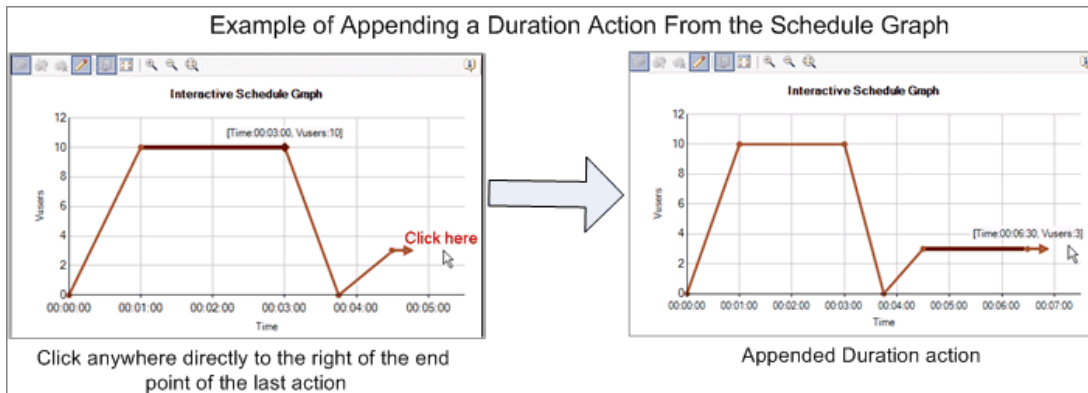 Example of Appending a Duration Action From the Schedule Graph
Interactive Schedule Graph
12
[Time:00:03:00, Vusers:10]
10
8
6
Vusers
4
Click here
2
0
00:00:00 00:01:00 00:02:00 00:03:00 00:04:00 00:05:00
Time
Click anywhere directly to the right of the end
point of the last action
Interactive Schedule Graph
12
10
8
6
Vusers
4
[Time:00:06:30, Vusers:3]
2
0
00:00:00 00:01:00 00:02:00 00:03:00 00:04:00 00:05:00 00:06:00 00:07:00
Time
Appended Duration action